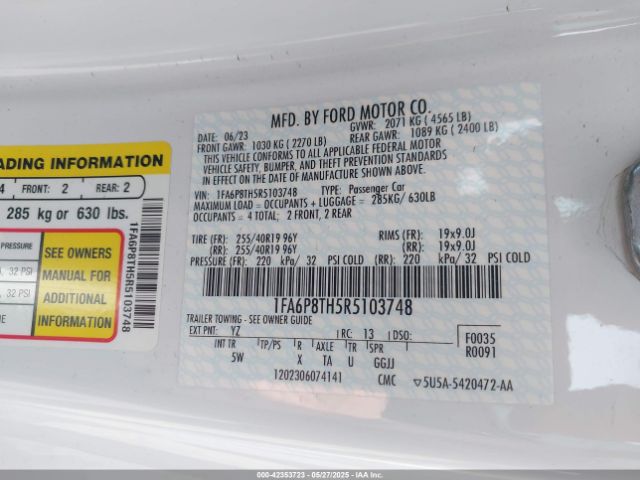 ADING INFORMATION
4 FRONT: 2 REAR: 2
285 kg or 630 lbs.
PRESSURE
, 32 PSI
, 32 PSI
SEE OWNERS
MANUAL FOR
ADDITIONAL
INFORMATION
1FA6P8TH5R5103748
MFD. BY FORD MOTOR CO.
DATE: 06/23 GVWR: 2071 KG ( 4565 LB)
FRONT GAWR: 1030 KG ( 2270 LB) REAR GAWR: 1089 KG ( 2400 LB)
THIS VEHICLE CONFORMS TO ALL APPLICABLE FEDERAL MOTOR
VEHICLE SAFETY, BUMPER, AND THEFT PREVENTION STANDARDS
IN EFFECT ON THE DATE OF MANUFACTURE SHOWN ABOVE.
VIN: 1FA6P8TH5R5103748 TYPE: Passenger Car
MAXIMUM LOAD = OCCUPANTS + LUGGAGE = 285KG/ 630LB
OCCUPANTS = 4 TOTAL; 2 FRONT, 2 REAR
TIRE (FR): 255/40R19 96Y RIMS (FR): 19x9.0J
(RR): 255/40R19 96Y (RR): 19x9.0J
PRESSURE (FR): 220 kPa/ 32 PSI COLD (RR): 220 kPa/ 32 PSI COLD
1FA6P8TH5R5103748
TRAILER TOWING - SEE OWNER GUIDE
EXT PNT: YZ RC: 13 DSO: F0035
INT TR TP/PS R AXLE TR SPR R0091
5W X TA U GGJJ
1202306074141 CMC 5U5A-5420472-AA
00-42353723 - 05/27/2025 - COPYRIGHT IAA, LLC.